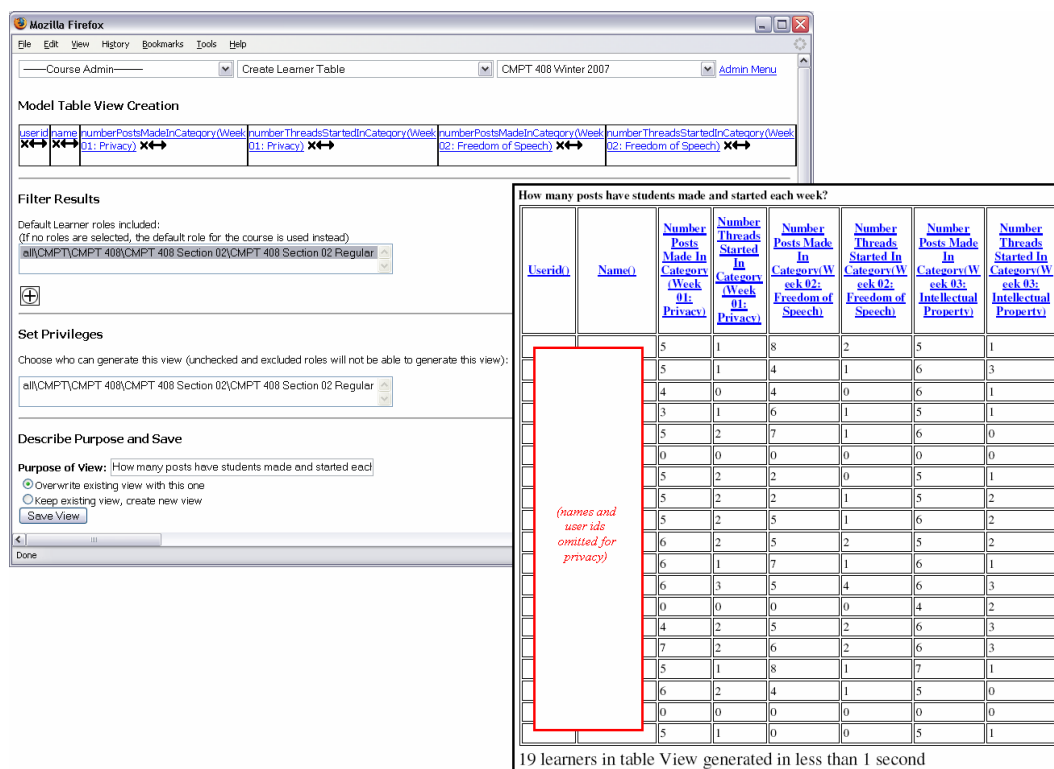 Mozilla Firefox
File Edit View History Bookmarks Tools Help
-----Course Admin-----
Create Learner Table
CMPT 408 Winter 2007
Admin Menu
Model Table View Creation
userid name numberPostsMadeInCategory(Week numberThreadsStartedInCategory(Week numberPostsMadeInCategory(Week numberThreadsStartedInCategory(Week
01: Privacy) 01: Privacy) 02: Freedom of Speech) 02: Freedom of Speech)
Filter Results
Default Learner roles included:
(If no roles are selected, the default role for the course is used instead)
all\CMPT\CMPT 408\CMPT 408 Section 02\CMPT 408 Section 02 Regular
Set Privileges
Choose who can generate this view (unchecked and excluded roles will not be able to generate this view):
all\CMPT\CMPT 408\CMPT 408 Section 02\CMPT 408 Section 02 Regular
Describe Purpose and Save
Purpose of View: How many posts have students made and started each
Overwrite existing view with this one
Keep existing view, create new view
Save View
Done
How many posts have students made and started each week?
Userid()
Name()
Number
Posts
Made In
Category
(Week
01:
Privacy)
Number
Threads
Started
In
Category
(Week
01:
Privacy)
Number
Posts Made
In
Category(W
eek 02:
Freedom of
Speech)
Number
Threads
Started In
Category(W
eek 02:
Freedom of
Speech)
Number
Posts Made
In
Category(W
eek 03:
Intellectual
Property)
Number
Threads
Started In
Category(W
eek 03:
Intellectual
Property)
5 1 8 2 5 1
5 1 4 1 6 3
4 0 4 0 6 1
3 1 6 1 5 1
5 2 7 1 6 0
0 0 0 0 0 0
5 2 2 0 5 1
5 2 2 1 5 2
5 2 5 1 6 2
6 2 5 2 5 2
6 1 7 1 6 1
6 3 5 4 6 3
0 0 0 0 4 2
4 2 5 2 6 3
7 2 6 2 6 3
5 1 8 1 7 1
6 2 4 1 5 0
0 0 0 0 0 0
5 1 0 0 5 1
(names and
user ids
omitted for
privacy)
19 learners in table View generated in less than 1 second